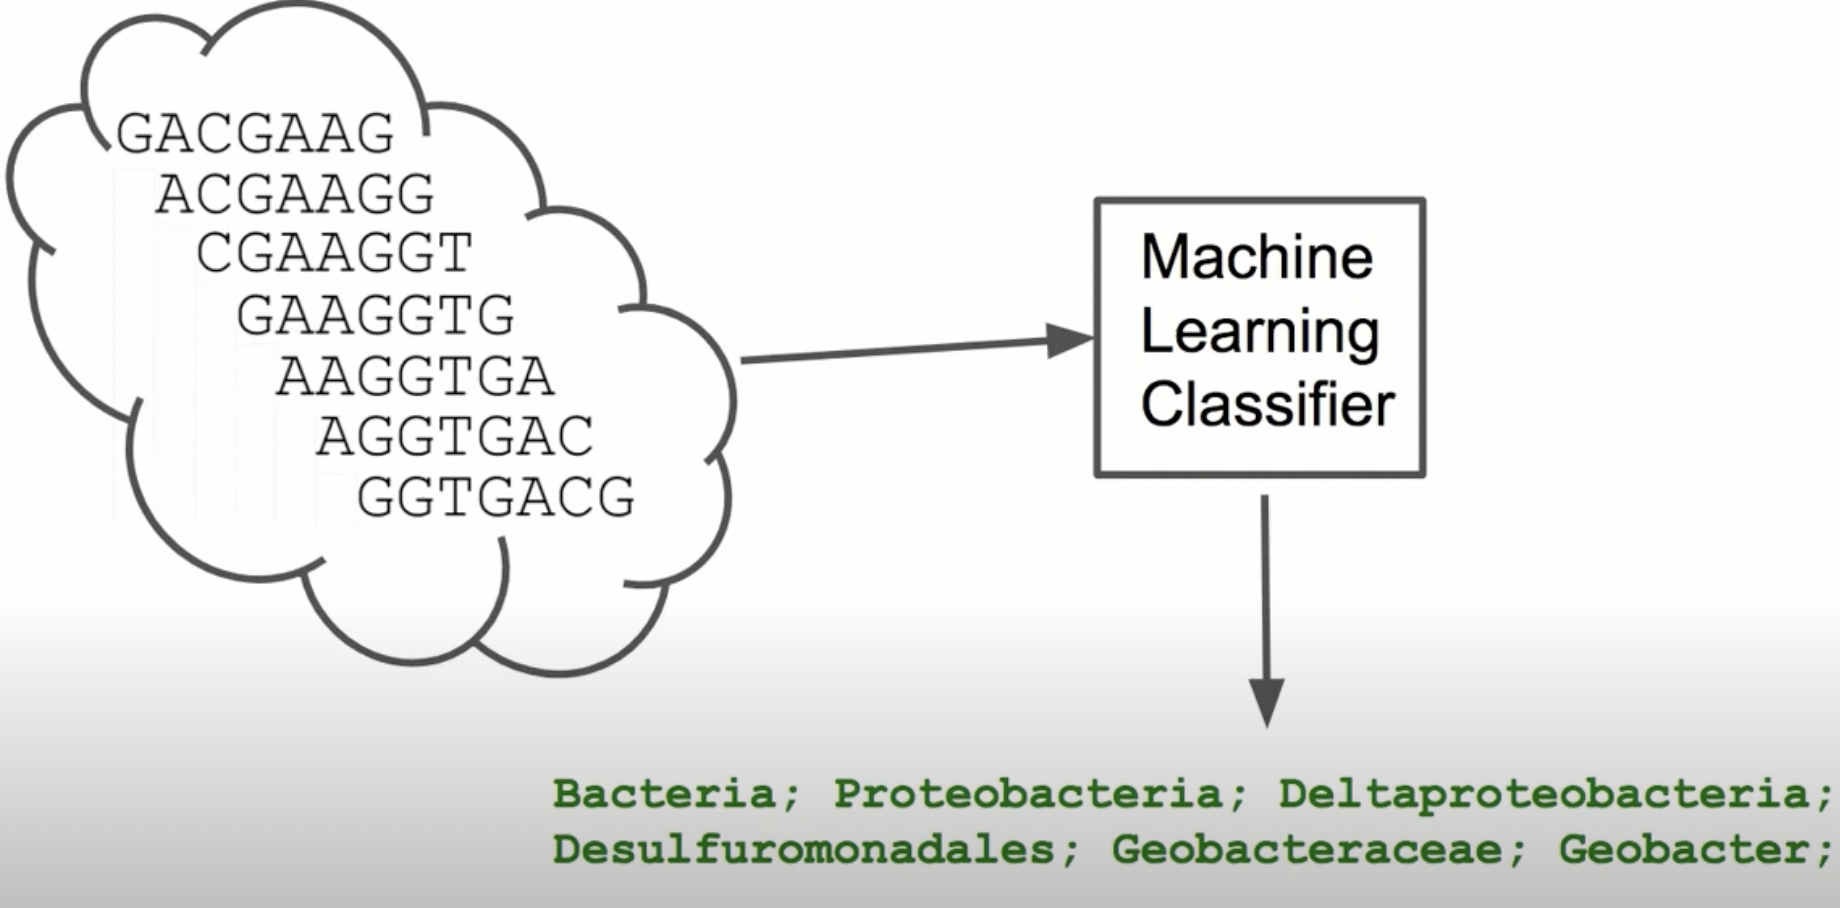 GACGAAG
ACGAAGG
CGAAGGT
GAAGGTG
AAGGTGA
AGGTGAC
GGTGACG
Machine
Learning
Classifier
Bacteria; Proteobacteria; Deltaproteobacteria;
Desulfuromonadales; Geobacteraceae; Geobacter;